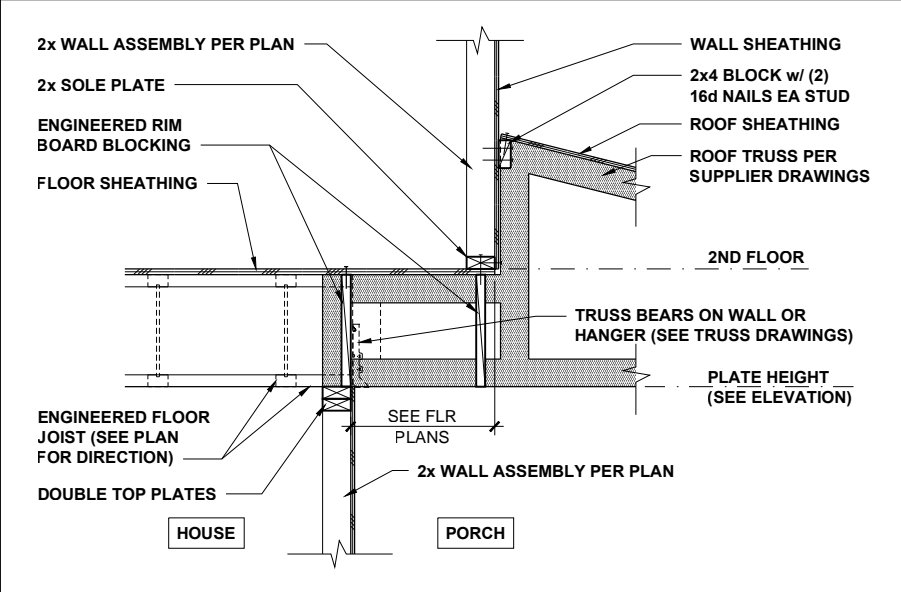 2x WALL ASSEMBLY PER PLAN
2x SOLE PLATE
ENGINEERED RIM
BOARD BLOCKING
FLOOR SHEATHING
WALL SHEATHING
2x4 BLOCK w/ (2)
16d NAILS EA STUD
ROOF SHEATHING
ROOF TRUSS PER
SUPPLIER DRAWINGS
2ND FLOOR
TRUSS BEARS ON WALL OR
HANGER (SEE TRUSS DRAWINGS)
PLATE HEIGHT
(SEE ELEVATION)
ENGINEERED FLOOR
JOIST (SEE PLAN
FOR DIRECTION)
DOUBLE TOP PLATES
SEE FLR
PLANS
2x WALL ASSEMBLY PER PLAN
HOUSE
PORCH